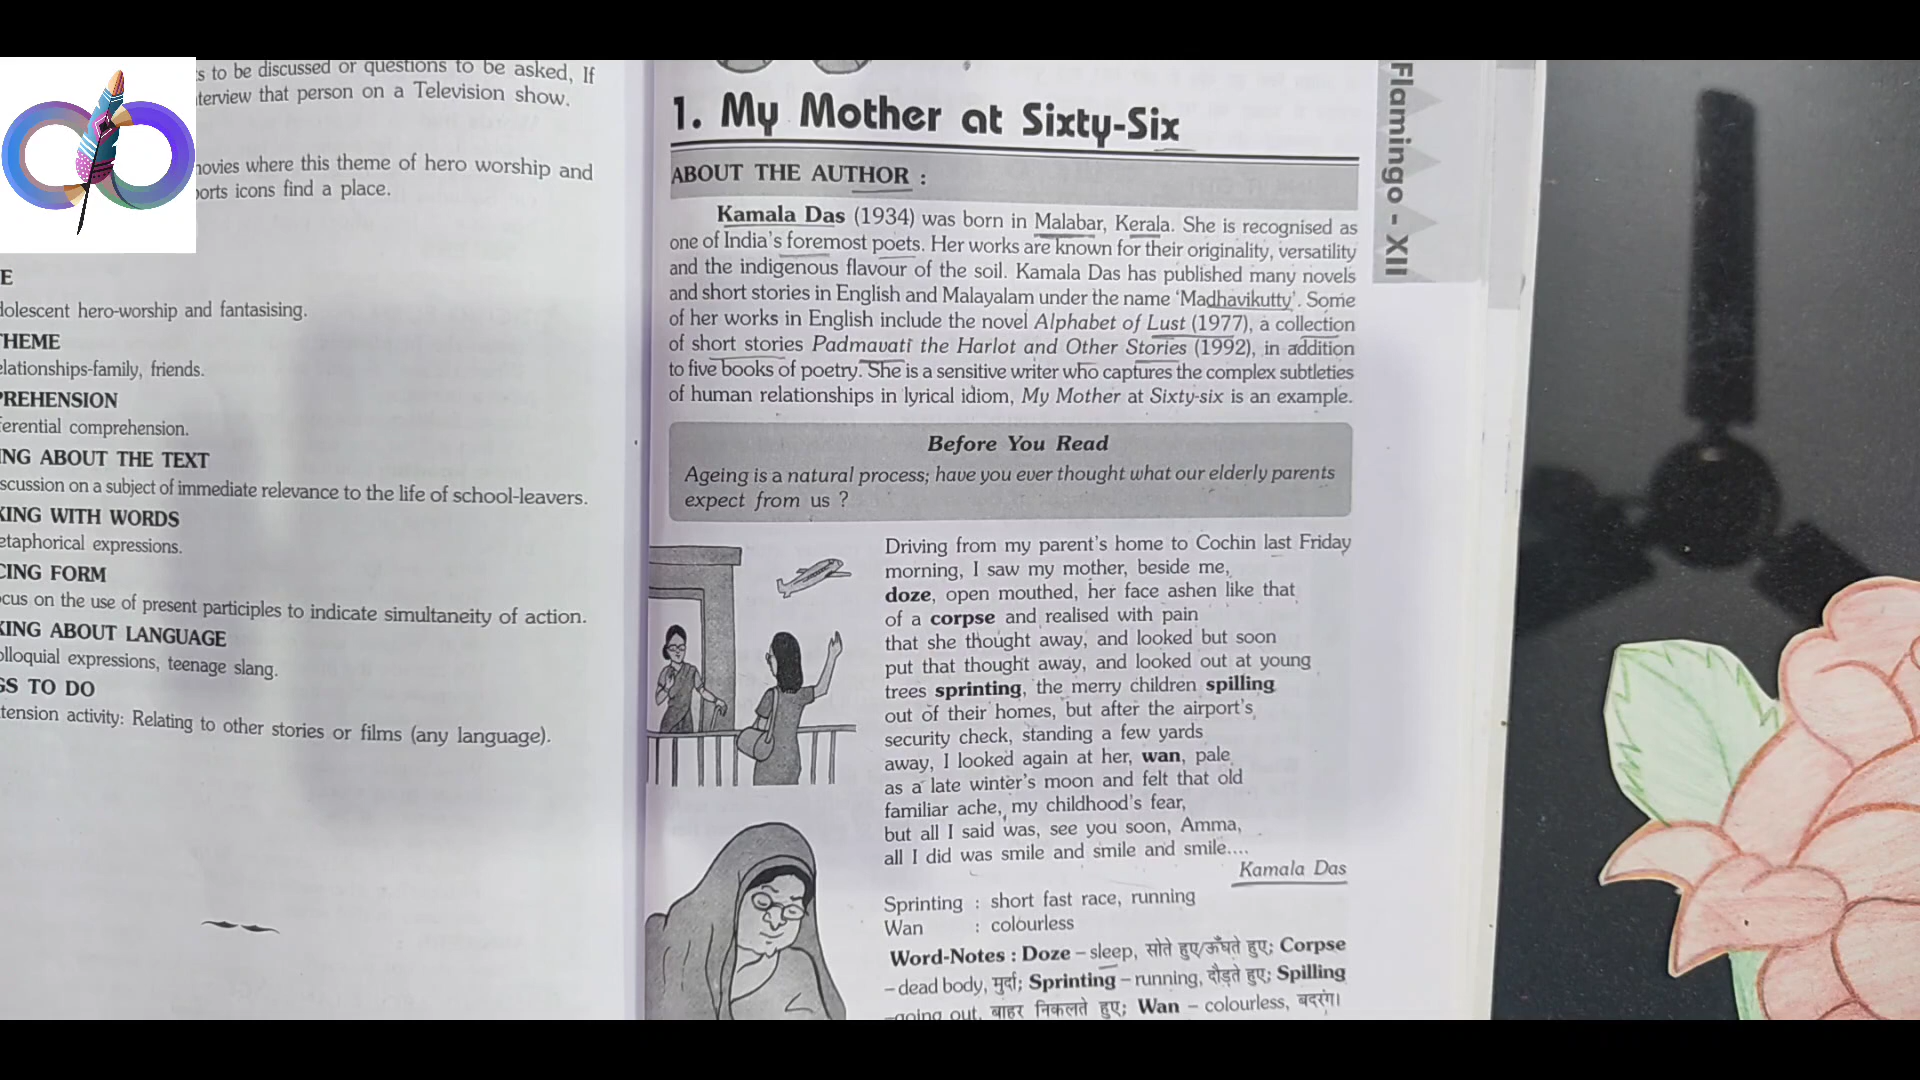 s to be discussed or questions to be asked, If
terview that person on a Television show.
novies where this theme of hero worship and
ports icons find a place.
E
dolescent hero-worship and fantasising.
THEME
elationships-family, friends.
PREHENSION
ferential comprehension.
ING ABOUT THE TEXT
scussion on a subject of immediate relevance to the life of school-leavers.
KING WITH WORDS
etaphorical expressions.
CING FORM
ocus on the use of present participles to indicate simultaneity of action.
KING ABOUT LANGUAGE
olloquial expressions, teenage slang.
GS TO DO
tension activity: Relating to other stories or films (any language).
1. My Mother at Sixty-Six
ABOUT THE AUTHOR :
Kamala Das (1934) was born in Malabar, Kerala. She is recognised as
one of India's foremost poets. Her works are known for their originality, versatility
and the indigenous flavour of the soil. Kamala Das has published many novels
and short stories in English and Malayalam under the name 'Madhavikutty'. Some
of her works in English include the novel Alphabet of Lust (1977), a collection
of short stories Padmavati the Harlot and Other Stories (1992), in addition
to five books of poetry. She is a sensitive writer who captures the complex subtleties
of human relationships in lyrical idiom, My Mother at Sixty-six is an example.
Before You Read
Ageing is a natural process; have you ever thought what our elderly parents
expect from us ?
Driving from my parent's home to Cochin last Friday
morning, I saw my mother, beside me,
doze, open mouthed, her face ashen like that
of a corpse and realised with pain
that she thought away, and looked but soon
put that thought away, and looked out at young
trees sprinting, the merry children spilling
out of their homes, but after the airport's
security check, standing a few yards
away, I looked again at her, wan, pale
as a late winter's moon and felt that old
familiar ache, my childhood's fear,
but all I said was, see you soon, Amma,
all I did was smile and smile and smile....
Kamala Das
Sprinting : short fast race, running
Wan : colourless
Word-Notes : Doze – sleep, सोते हुए/ऊँघते हुए; Corpse
– dead body, मुर्दा; Sprinting – running, दौड़ते हुए; Spilling
–going out, बाहर निकलते हुए; Wan – colourless, बदरंग।
Flamingo - XII